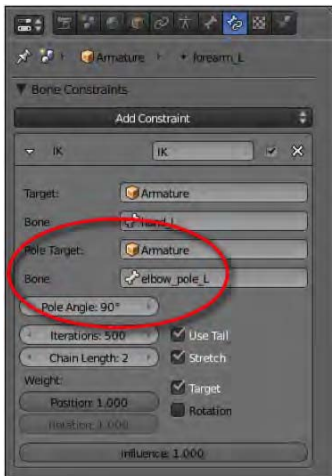 Armature forearm_L
Bone Constraints
Add Constraint
IK IK
Target: Armature
Bone hand_L
Pole Target: Armature
Bone elbow_pole_L
Pole Angle: 90°
Iterations: 500 Use Tail
Chain Length: 2 Stretch
Weight: Target
Position: 1.000 Rotation
Rotation: 1.000
Influence: 1.000